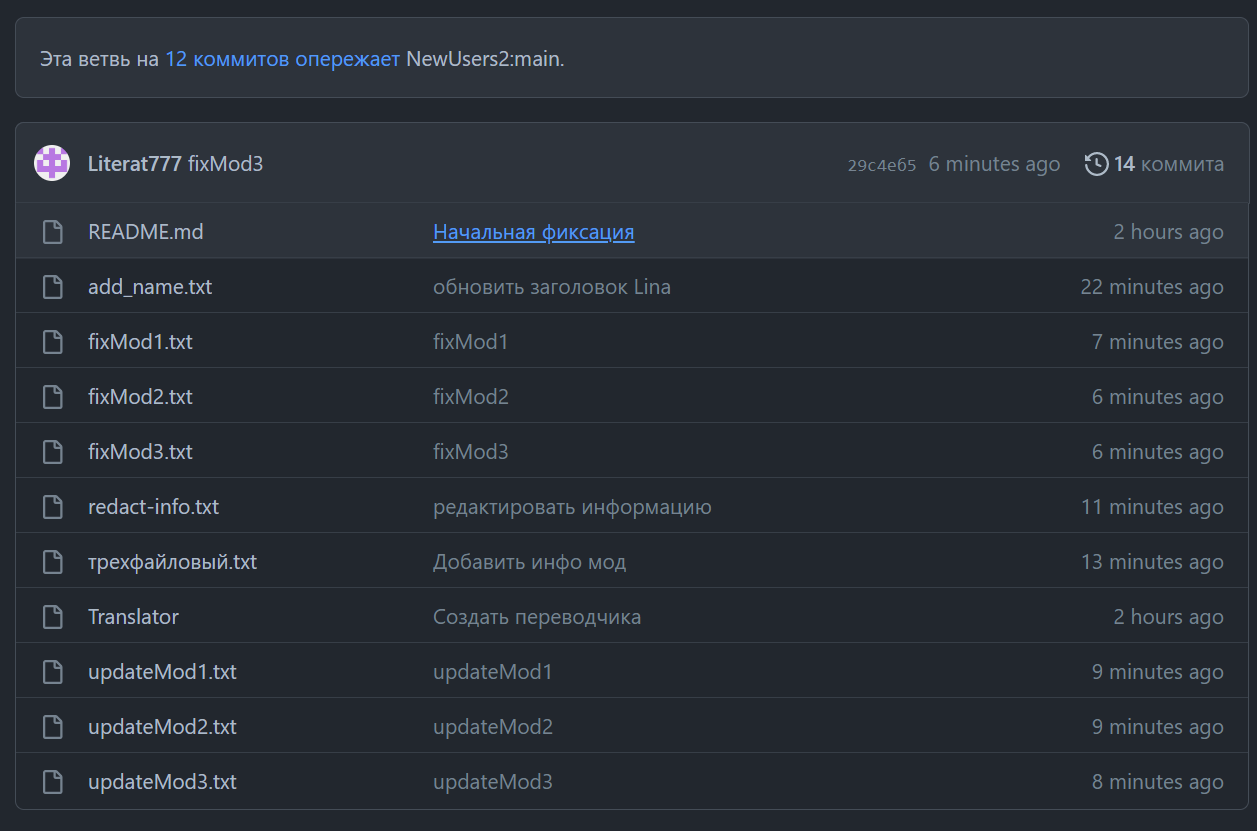 Эта ветвь на 12 коммитов опережает NewUsers2:main.
Literat777 fixMod3 29c4e65 6 minutes ago 14 коммита
README.md Начальная фиксация 2 hours ago
add_name.txt обновить заголовок Lina 22 minutes ago
fixMod1.txt fixMod1 7 minutes ago
fixMod2.txt fixMod2 6 minutes ago
fixMod3.txt fixMod3 6 minutes ago
redact-info.txt редактировать информацию 11 minutes ago
трехфайловый.txt Добавить инфо мод 13 minutes ago
Translator Создать переводчика 2 hours ago
updateMod1.txt updateMod1 9 minutes ago
updateMod2.txt updateMod2 9 minutes ago
updateMod3.txt updateMod3 8 minutes ago